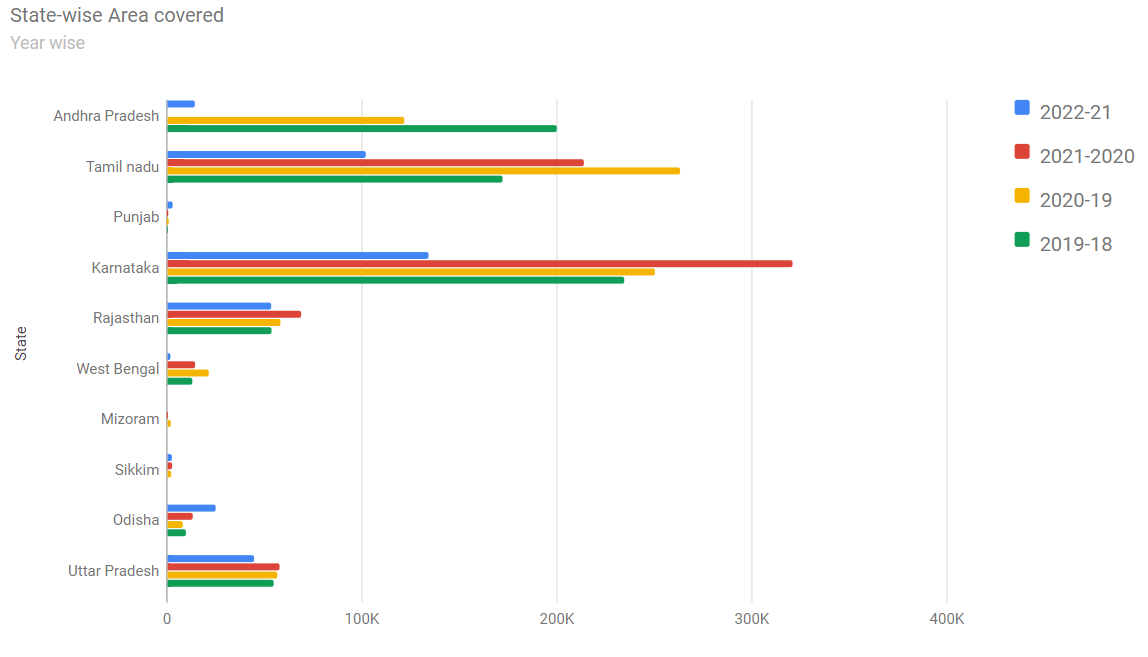 State-wise Area covered
Year wise
2022-21
2021-2020
2020-19
2019-18
State
Andhra Pradesh
Tamil nadu
Punjab
Karnataka
Rajasthan
West Bengal
Mizoram
Sikkim
Odisha
Uttar Pradesh
0 100K 200K 300K 400K